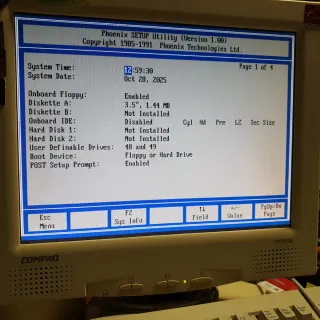 Phoenix SETUP Utility (Version 1.00)
Copyright 1985-1991 Phoenix Technologies Ltd.
Page 1 of 4
System Time: 12:59:30
System Date: Oct 28, 2025
Onboard Floppy: Enabled
Diskette A: 3.5", 1.44 MB
Diskette B: Not Installed
Onboard IDE: Disabled Cyl Hd Pre LZ Sec Size
Hard Disk 1: Not Installed
Hard Disk 2: Not Installed
User Definable Drives: 48 and 49
Boot Device: Floppy or Hard Drive
POST Setup Prompt: Enabled
Esc Menu
F2 Sys Info
↑↓ Field
-/+ Value
PgUp/Dn Page
COMPAQ